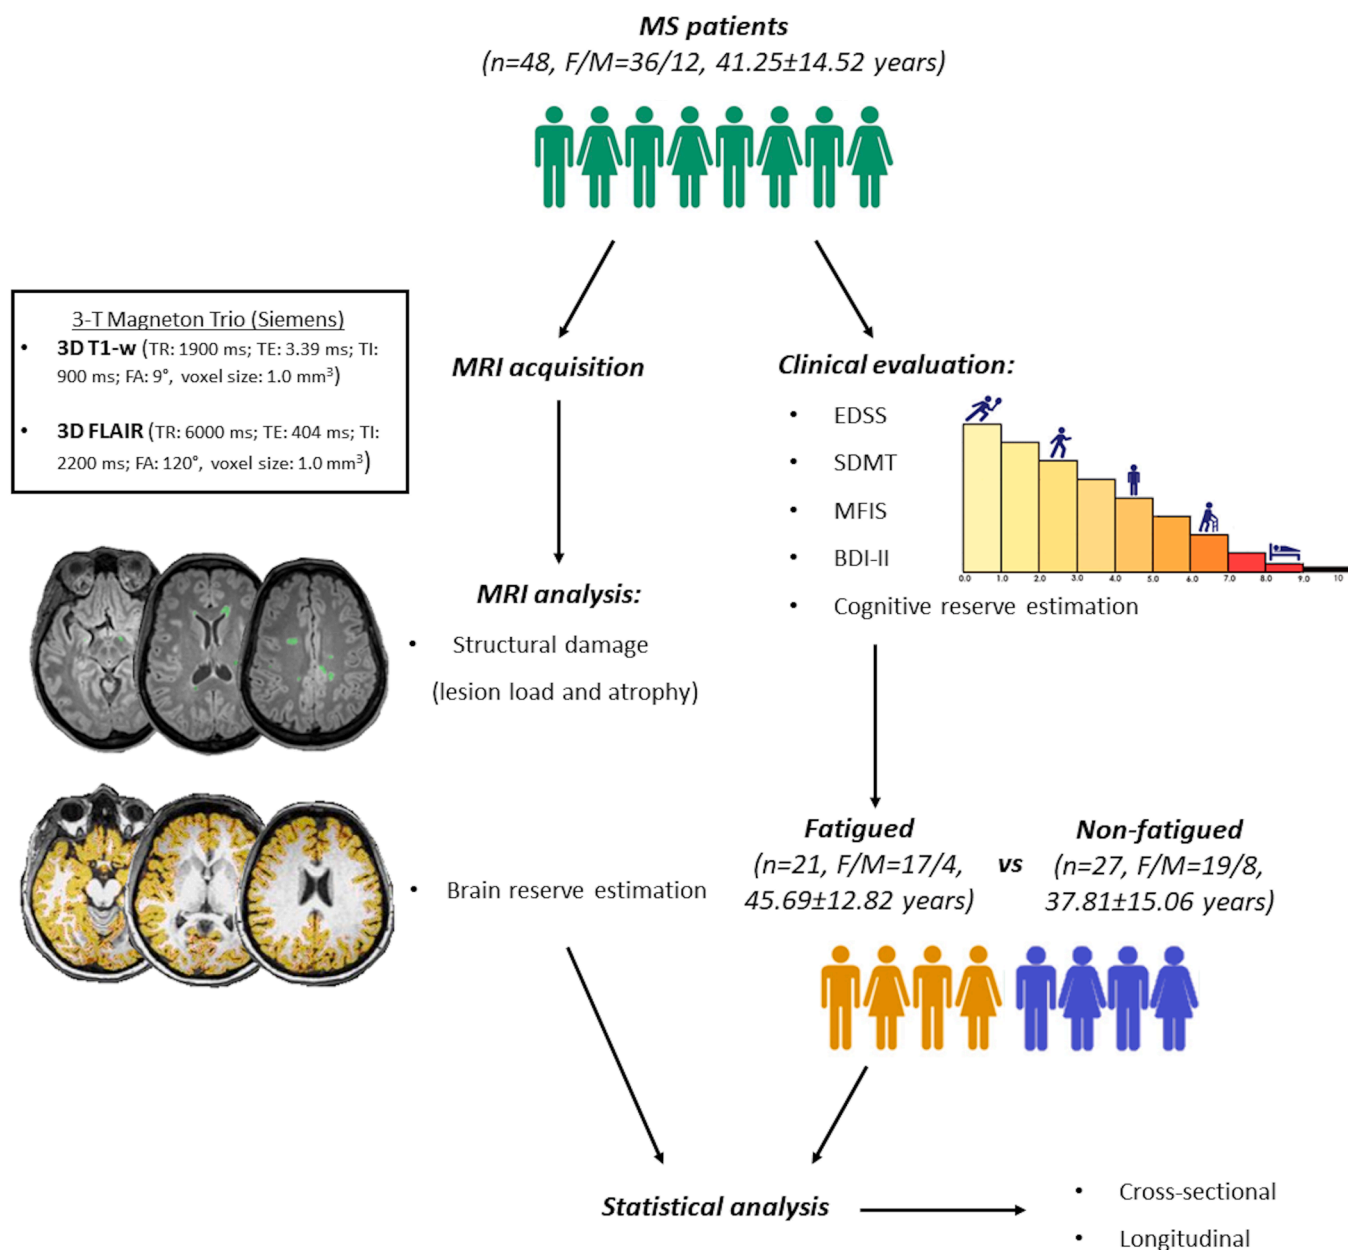 MS patients
(n=48, F/M=36/12, 41.25±14.52 years)
3-T Magneton Trio (Siemens)
• 3D T1-w (TR: 1900 ms; TE: 3.39 ms; TI:
900 ms; FA: 9°, voxel size: 1.0 mm³)
• 3D FLAIR (TR: 6000 ms; TE: 404 ms; TI:
2200 ms; FA: 120°, voxel size: 1.0 mm³)
MRI acquisition
MRI analysis:
• Structural damage
(lesion load and atrophy)
• Brain reserve estimation
Clinical evaluation:
• EDSS
• SDMT
• MFIS
• BDI-II
• Cognitive reserve estimation
0.0 1.0 2.0 3.0 4.0 5.0 6.0 7.0 8.0 9.0 10
Fatigued
(n=21, F/M=17/4,
45.69±12.82 years)
vs
Non-fatigued
(n=27, F/M=19/8,
37.81±15.06 years)
Statistical analysis
• Cross-sectional
• Longitudinal